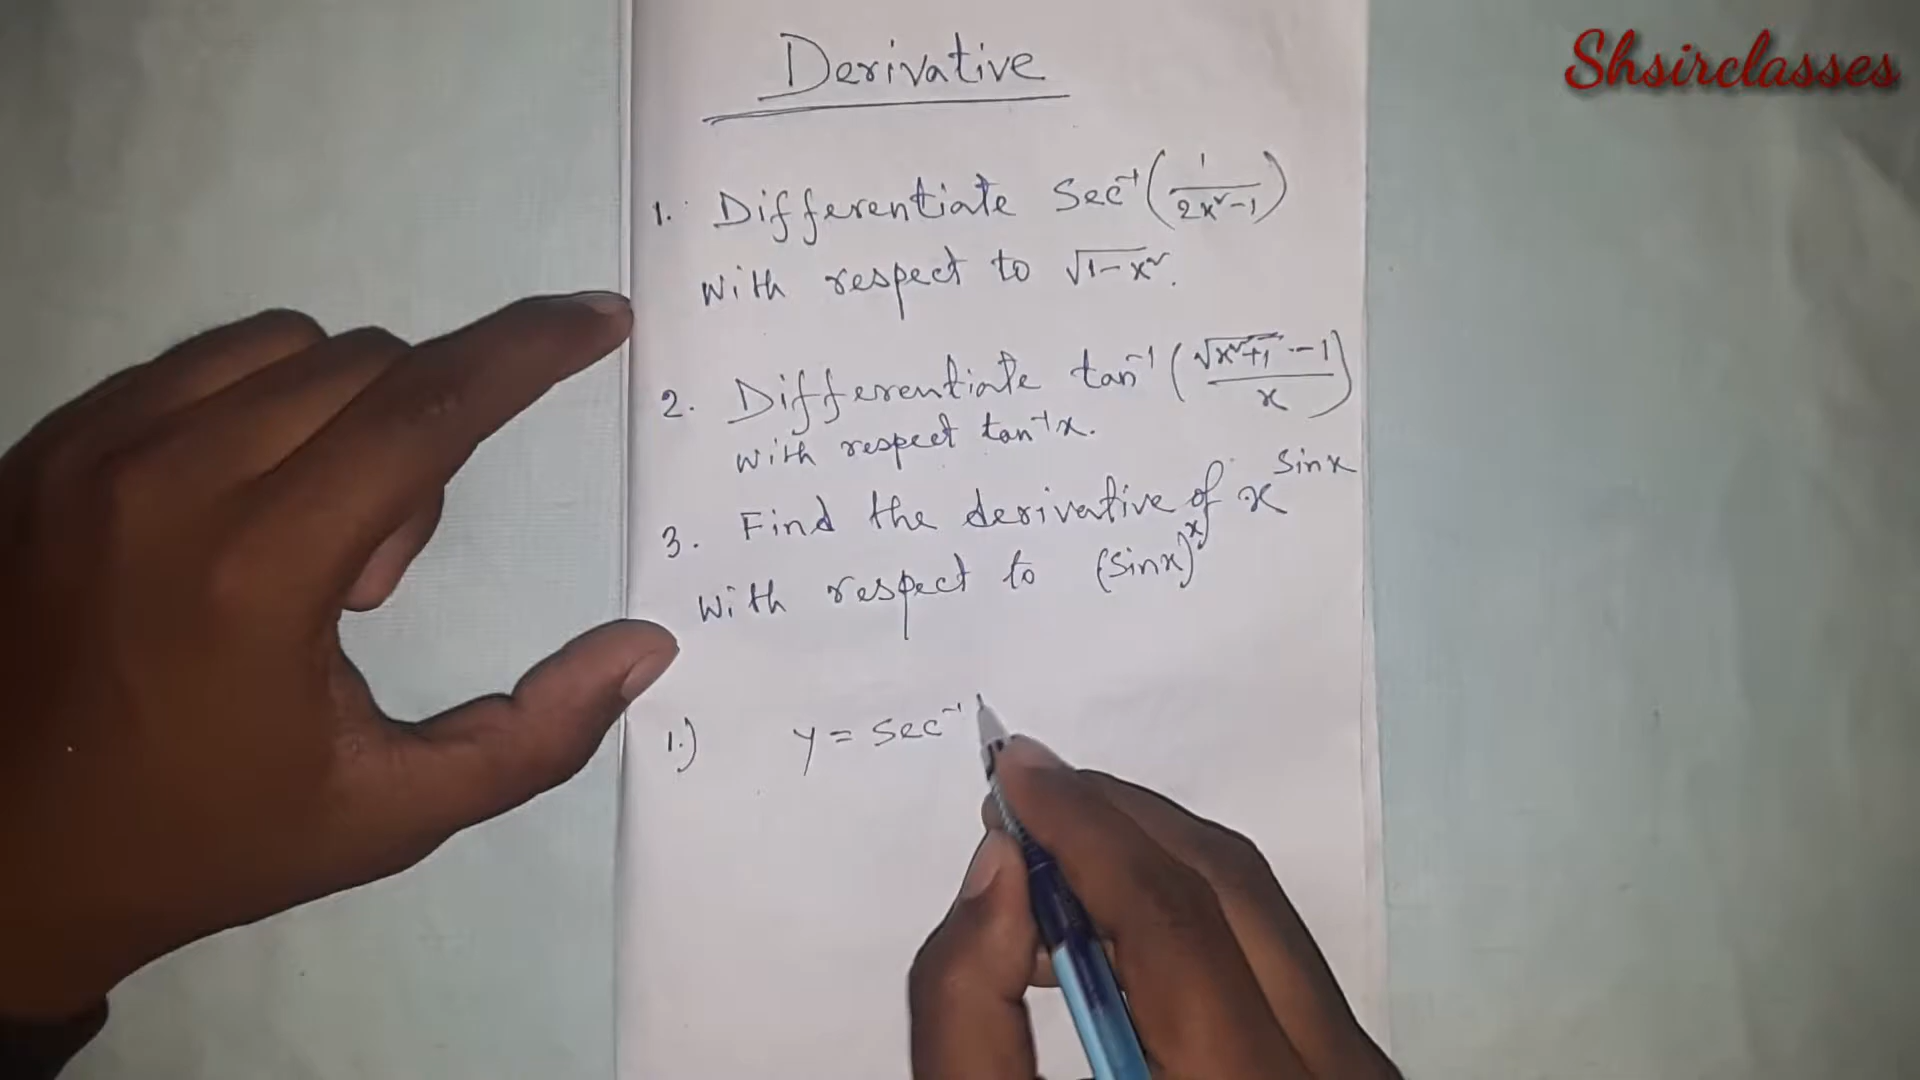 Shsirclasses
Derivative
1. Differentiate Sec⁻¹(1/(2x²-1))
With respect to √(1-x²).
2. Differentiate tan⁻¹((√(x²+1) - 1)/x)
with respect tan⁻¹x.
3. Find the derivative of x^sinx
With respect to (sinx)^x
1.) y = sec⁻¹